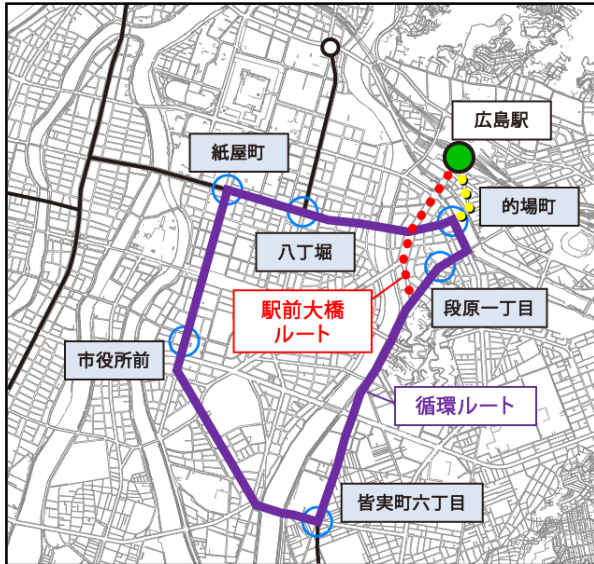 広島駅
紙屋町
的場町
八丁堀
段原一丁目
駅前大橋
ルート
市役所前
循環ルート
皆実町六丁目